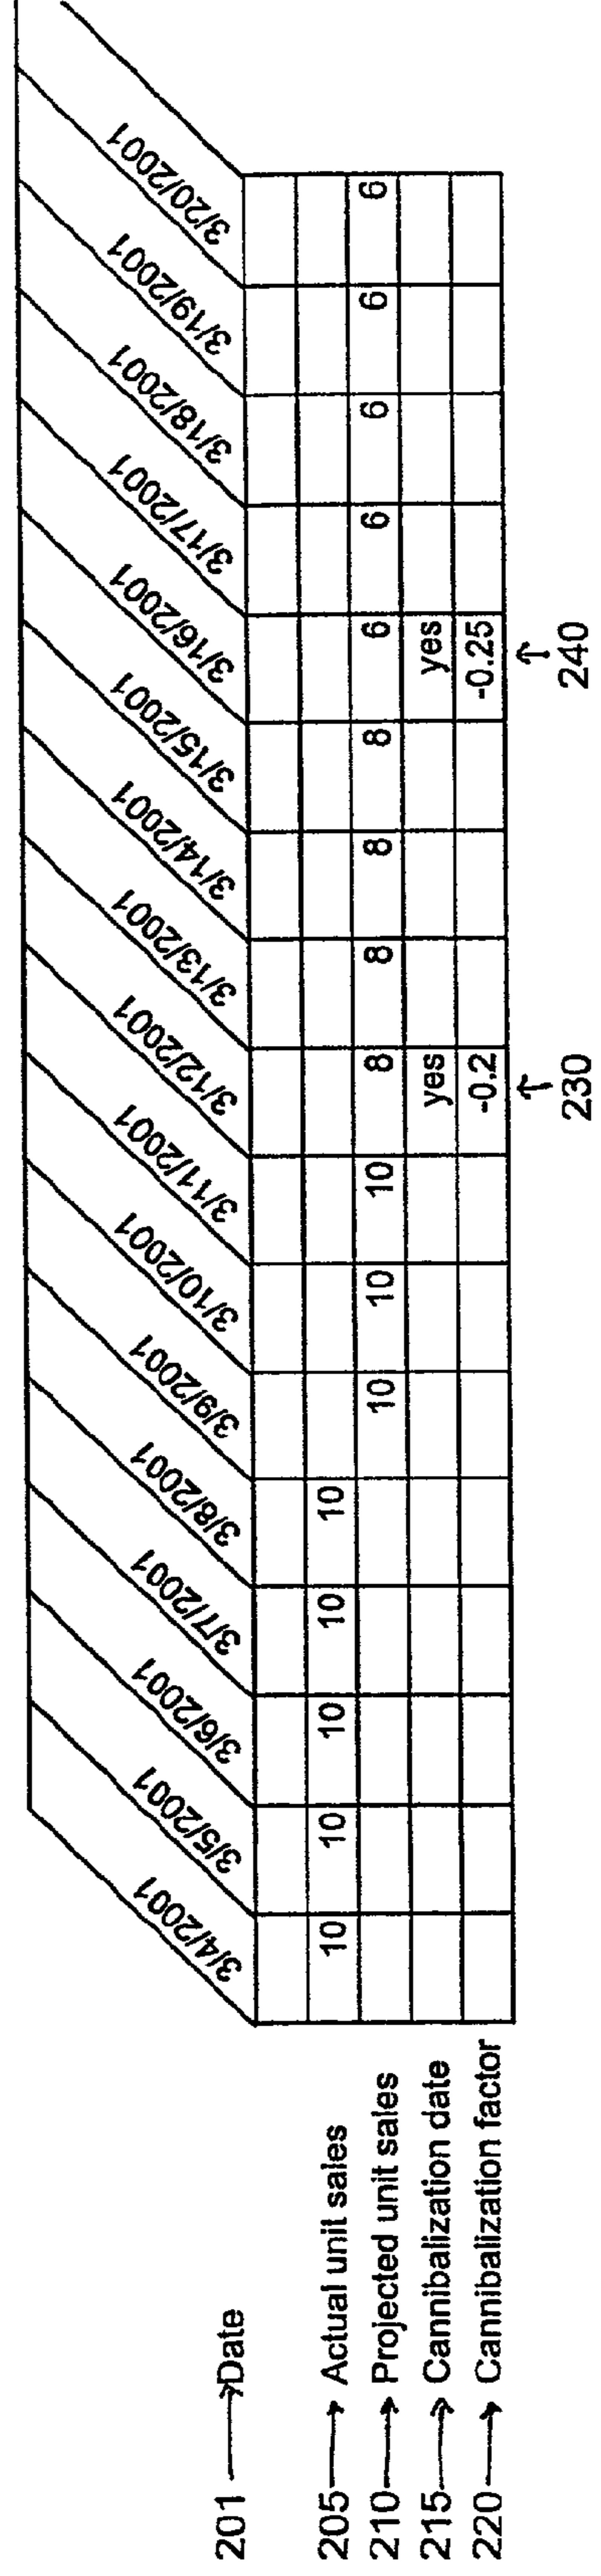 201 → Date 3/4/2001 3/5/2001 3/6/2001 3/7/2001 3/8/2001 3/9/2001 3/10/2001 3/11/2001 3/12/2001 3/13/2001 3/14/2001 3/15/2001 3/16/2001 3/17/2001 3/18/2001 3/19/2001 3/20/2001
205 → Actual unit sales 10 10 10 10 10
210 → Projected unit sales 10 10 10 8 8 8 8 6 6 6 6 6
215 → Cannibalization date yes yes
220 → Cannibalization factor -0.2 -0.25
↑ ↑
230 240